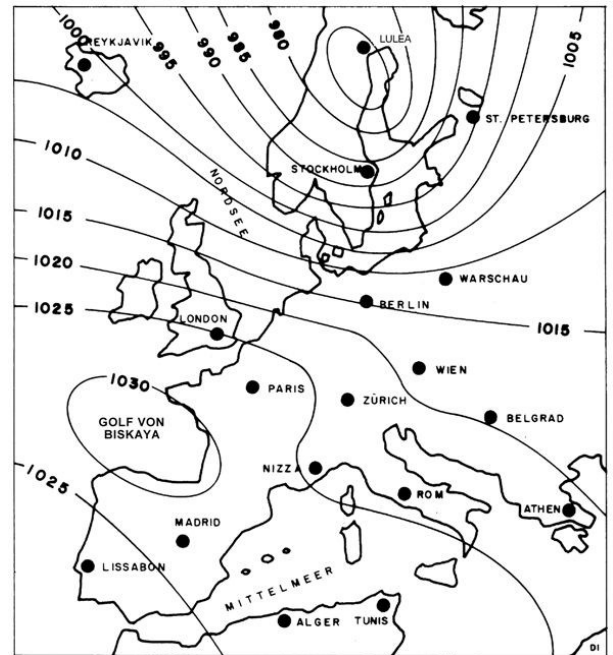 1000
995
990
985
980
LULEA
1005
REYKJAVIK
ST. PETERSBURG
1010
STOCKHOLM
NORDSEE
1015
1020
WARSCHAU
BERLIN
1025
LONDON
1015
WIEN
1030
PARIS
ZÜRICH
GOLF VON
BISKAYA
BELGRAD
1025
NIZZA
ROM
ATHEN
MADRID
LISSABON
MITTELMEER
ALGER
TUNIS
DI